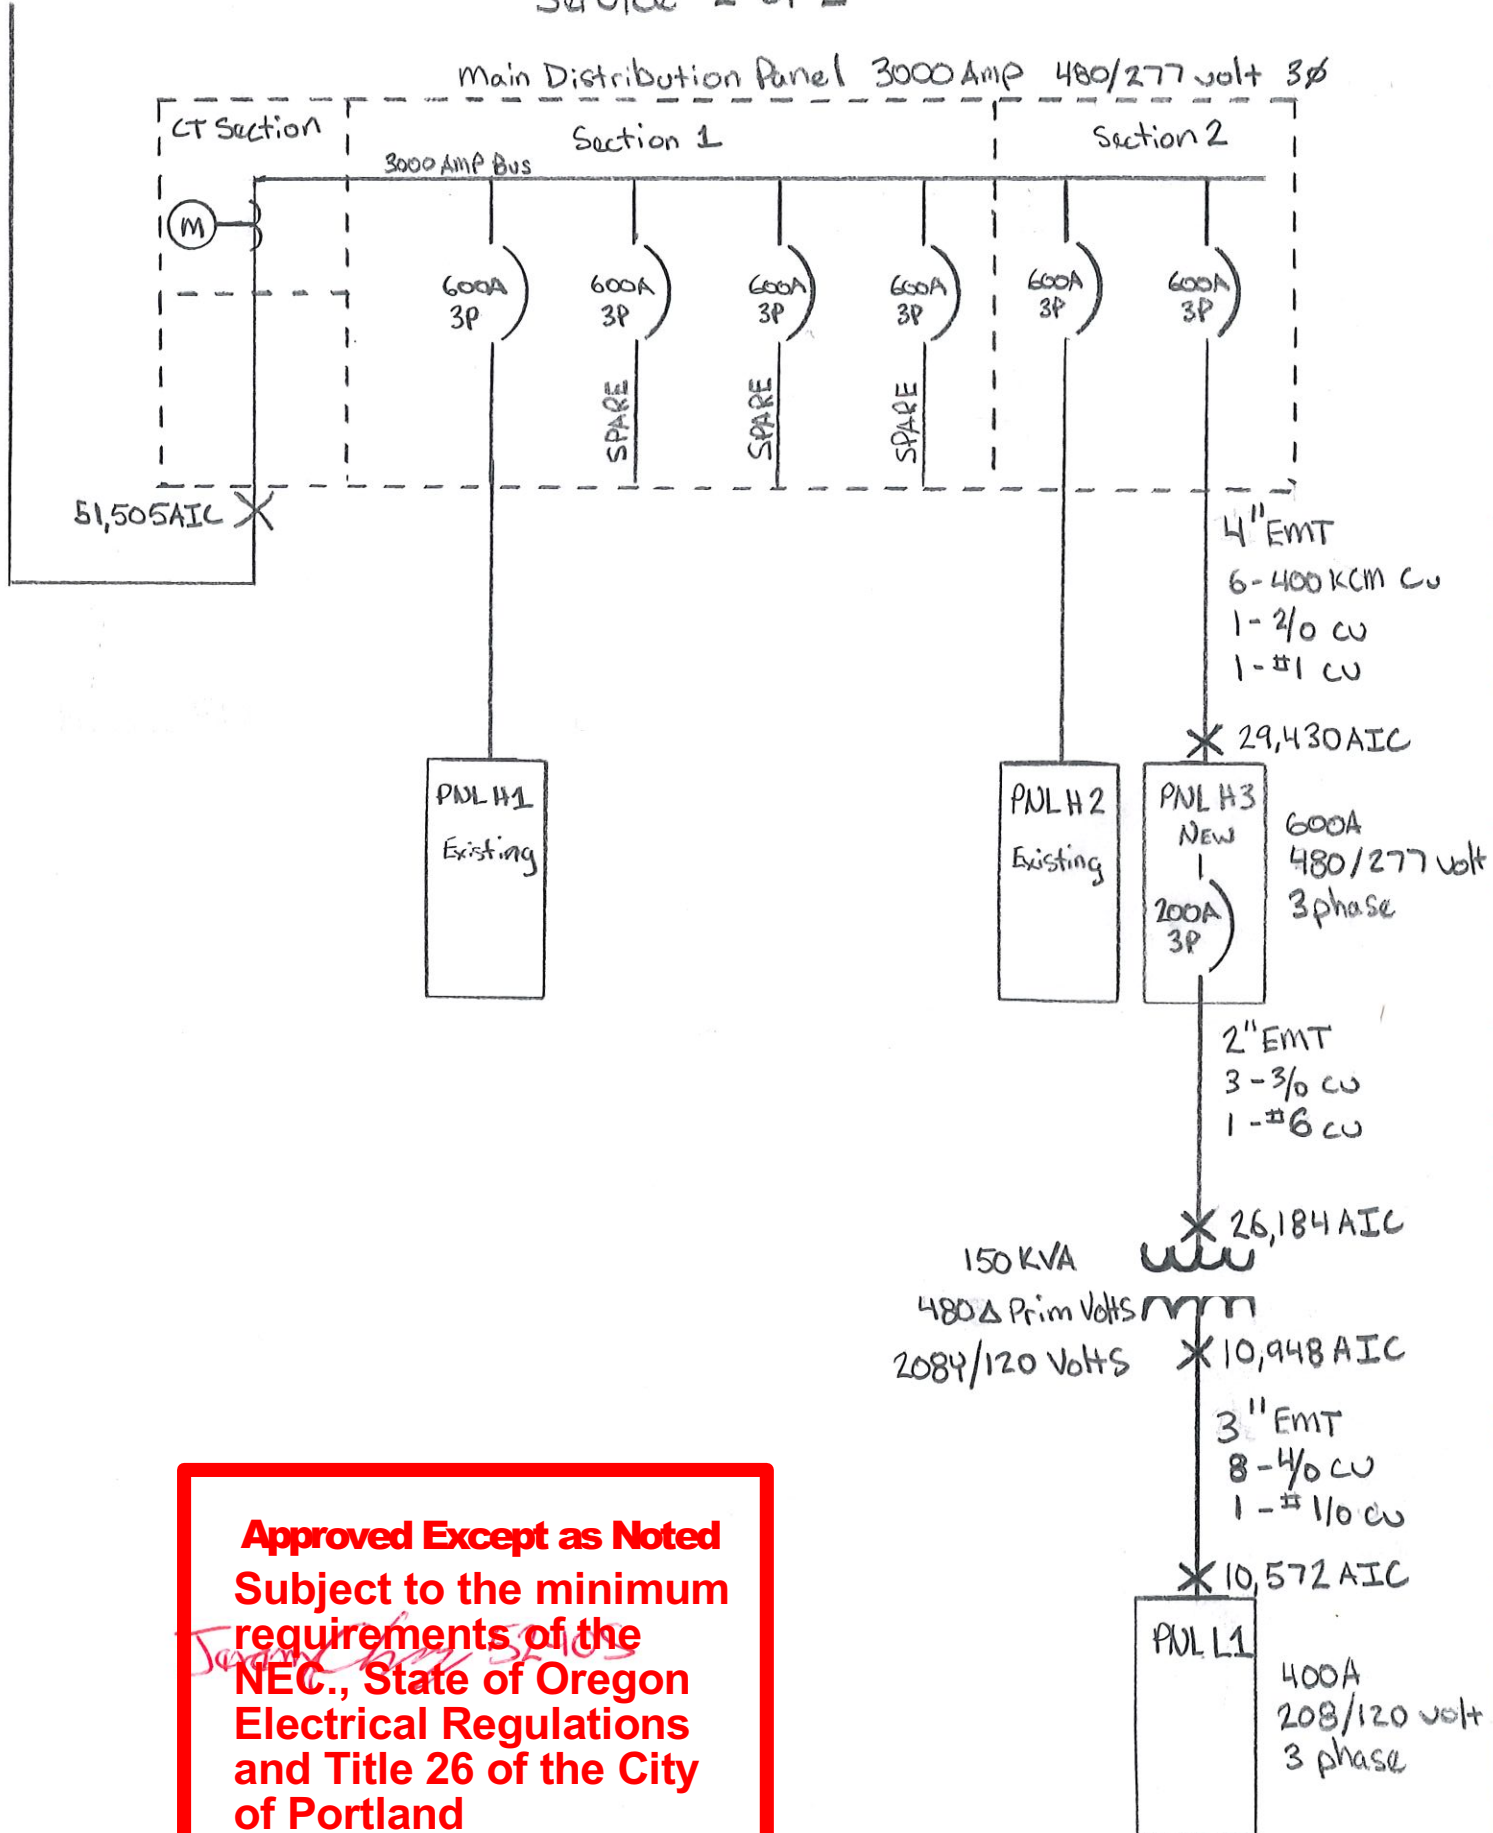 Main Distribution Panel 3000 Amp 480/277 volt 3ø
CT Section
Section 1
Section 2
3000 AMP Bus
M
600A
3P
600A
3P
600A
3P
600A
3P
600A
3P
600A
3P
SPARE
SPARE
SPARE
51,505AIC
4" EMT
6-400 KCM CU
1-2/0 CU
1-#1 CU
29,430AIC
PNL H1
Existing
PNL H2
Existing
PNL H3
NEW
200A
3P
600A
480/277 volt
3 phase
2" EMT
3-3/0 CU
1-#6 CU
26,184 AIC
150 KVA
480Δ Prim Volts
208Y/120 Volts
10,948 AIC
3" EMT
8-4/0 CU
1-#1/0 CU
10,572 AIC
PNL L1
400A
208/120 volt
3 phase
Approved Except as Noted
Subject to the minimum
requirements of the
NEC., State of Oregon
Electrical Regulations
and Title 26 of the City
of Portland